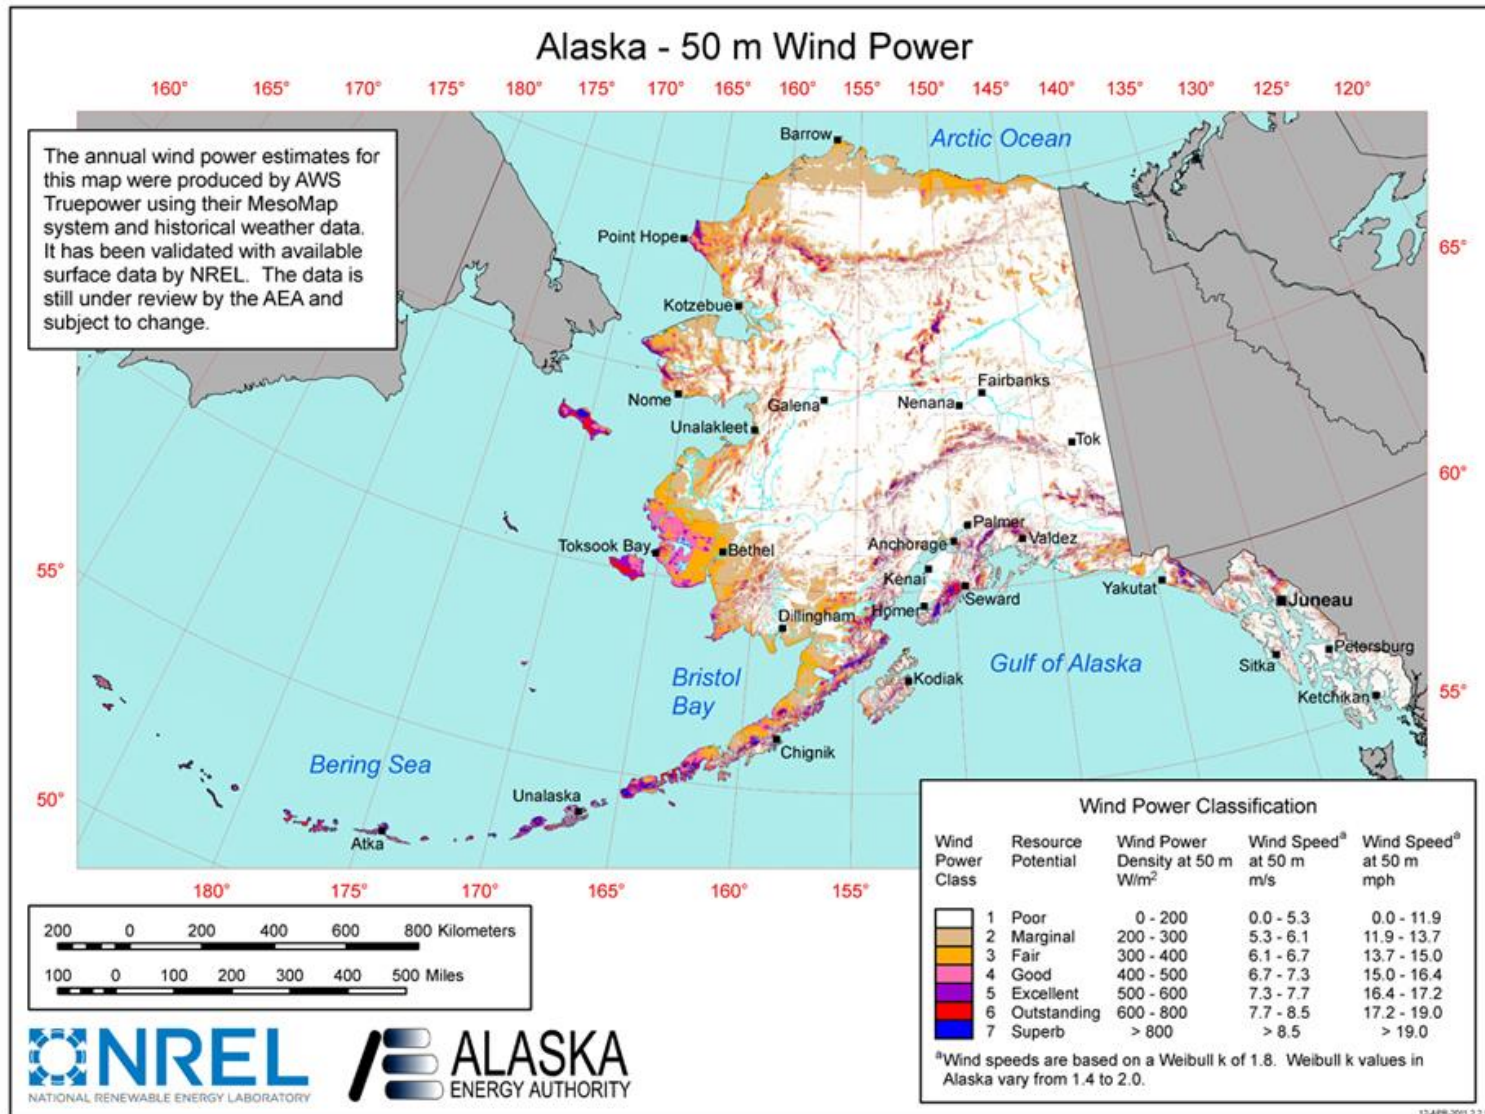 Alaska - 50 m Wind Power
160° 165° 170° 175° 180° 175° 170° 165° 160° 155° 150° 145° 140° 135° 130° 125° 120°
The annual wind power estimates for
this map were produced by AWS
Truepower using their MesoMap
system and historical weather data.
It has been validated with available
surface data by NREL. The data is
still under review by the AEA and
subject to change.
Barrow
Arctic Ocean
Point Hope
65°
Kotzebue
Fairbanks
Nome
Galena
Nenana
Unalakleet
Tok
60°
Palmer
Toksook Bay
Bethel
Anchorage
Valdez
55°
Kenai
Yakutat
Homer
Seward
Juneau
Dillingham
Petersburg
Sitka
Gulf of Alaska
Bristol
Bay
Kodiak
Ketchikan
55°
Chignik
Bering Sea
50°
Unalaska
Atka
180° 175° 170° 165° 160° 155°
Wind Power Classification
Wind Power Class
Resource Potential
Wind Power Density at 50 m W/m2
Wind Speed a at 50 m m/s
Wind Speed a at 50 m mph
1 Poor 0 - 200 0.0 - 5.3 0.0 - 11.9
2 Marginal 200 - 300 5.3 - 6.1 11.9 - 13.7
3 Fair 300 - 400 6.1 - 6.7 13.7 - 15.0
4 Good 400 - 500 6.7 - 7.3 15.0 - 16.4
5 Excellent 500 - 600 7.3 - 7.7 16.4 - 17.2
6 Outstanding 600 - 800 7.7 - 8.5 17.2 - 19.0
7 Superb > 800 > 8.5 > 19.0
a Wind speeds are based on a Weibull k of 1.8. Weibull k values in
Alaska vary from 1.4 to 2.0.
200 0 200 400 600 800 Kilometers
100 0 100 200 300 400 500 Miles
NREL
NATIONAL RENEWABLE ENERGY LABORATORY
ALASKA
ENERGY AUTHORITY